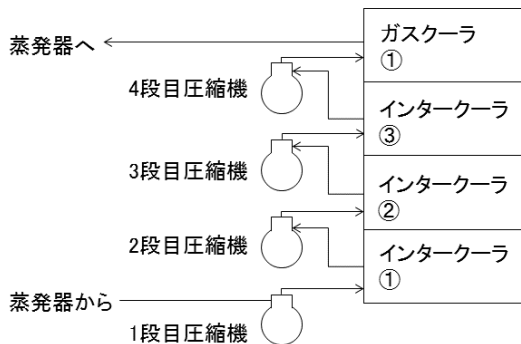 ガスクーラ
①
蒸発器へ
4段目圧縮機
インタークーラ
③
3段目圧縮機
インタークーラ
②
2段目圧縮機
インタークーラ
①
蒸発器から
1段目圧縮機